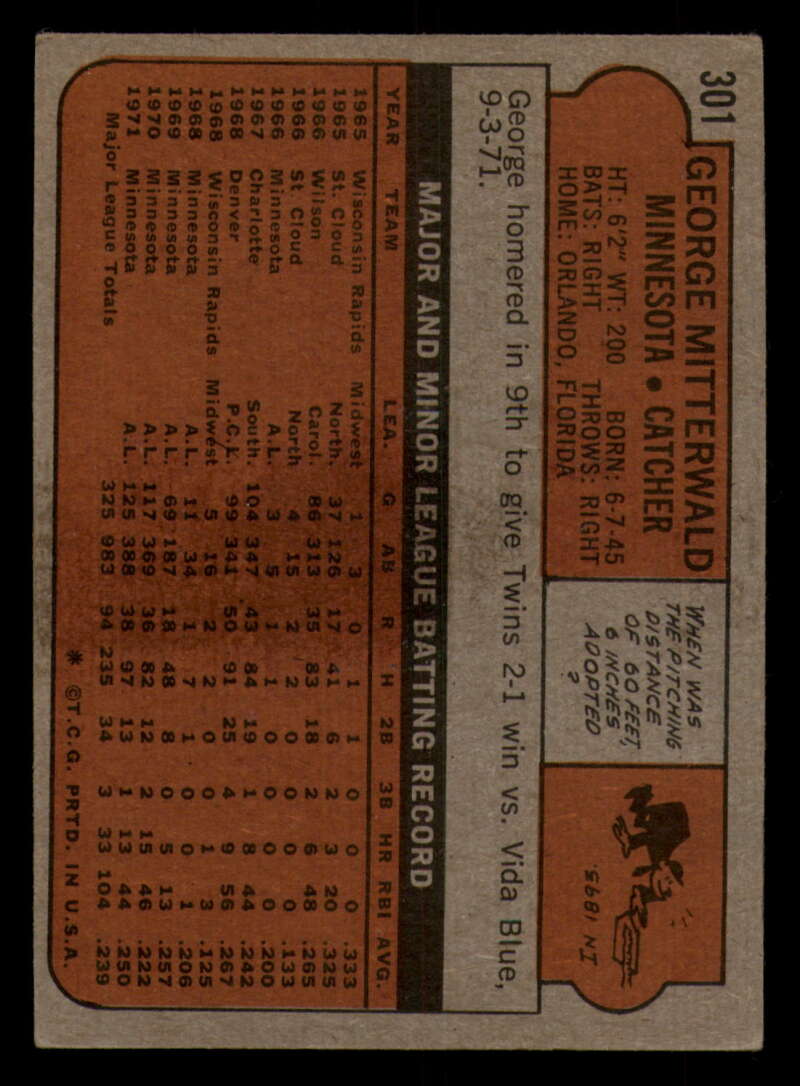 301
GEORGE MITTERWALD
MINNESOTA • CATCHER
HT: 6'2" WT: 200 BORN: 6-7-45
BATS: RIGHT THROWS: RIGHT
HOME: ORLANDO, FLORIDA
WHEN WAS
THE PITCHING
DISTANCE
OF 60 FEET,
6 INCHES
ADOPTED
?
IN 1893.
George homered in 9th to give Twins 2-1 win vs. Vida Blue,
9-3-71.
MAJOR AND MINOR LEAGUE BATTING RECORD
YEAR TEAM LEA. G AB R H 2B 3B HR RBI AVG.
1965 Wisconsin Rapids Midwest 1 3 0 1 1 0 0 0 .333
1965 St. Cloud North. 37 126 17 41 6 2 3 20 .325
1966 Wilson Carol. 86 313 35 83 18 2 6 48 .265
1966 St. Cloud North 4 15 2 2 0 0 0 0 .133
1966 Minnesota A.L. 3 5 1 1 0 0 0 0 .200
1967 Charlotte South. 104 347 43 84 19 1 8 44 .242
1968 Denver P.C.L. 99 341 50 91 25 4 9 56 .267
1968 Wisconsin Rapids Midwest 5 16 2 2 0 0 1 3 .125
1968 Minnesota A.L. 11 34 1 7 1 0 0 1 .206
1969 Minnesota A.L. 69 187 18 48 8 0 5 13 .257
1970 Minnesota A.L. 117 369 36 82 12 2 15 46 .222
1971 Minnesota A.L. 125 388 38 97 13 1 13 44 .250
Major League Totals 325 983 94 235 34 3 33 104 .239
* ©T.C.G. PRTD. IN U.S.A.